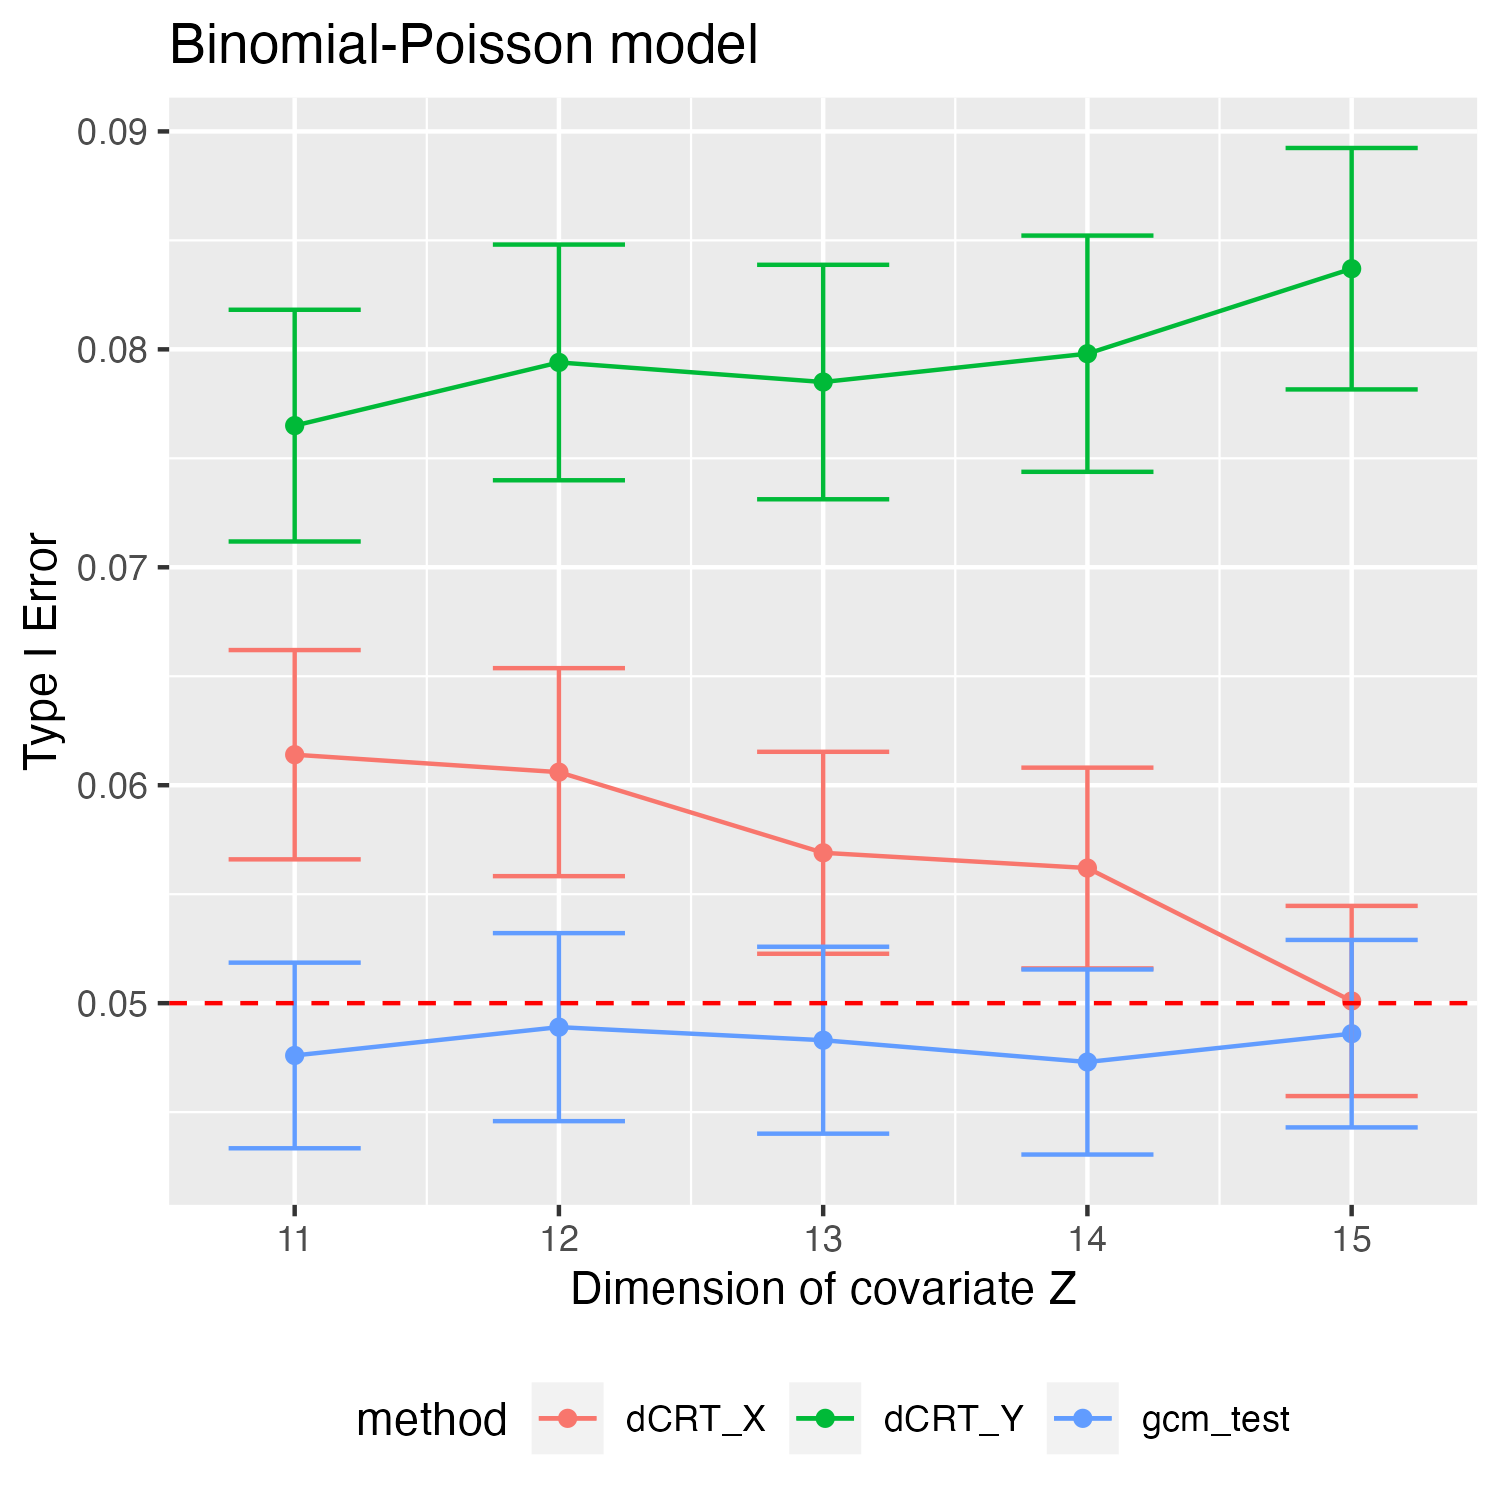 Binomial-Poisson model
0.09
0.08
0.07
0.06
0.05
Type I Error
11 12 13 14 15
Dimension of covariate Z
method dCRT_X dCRT_Y gcm_test